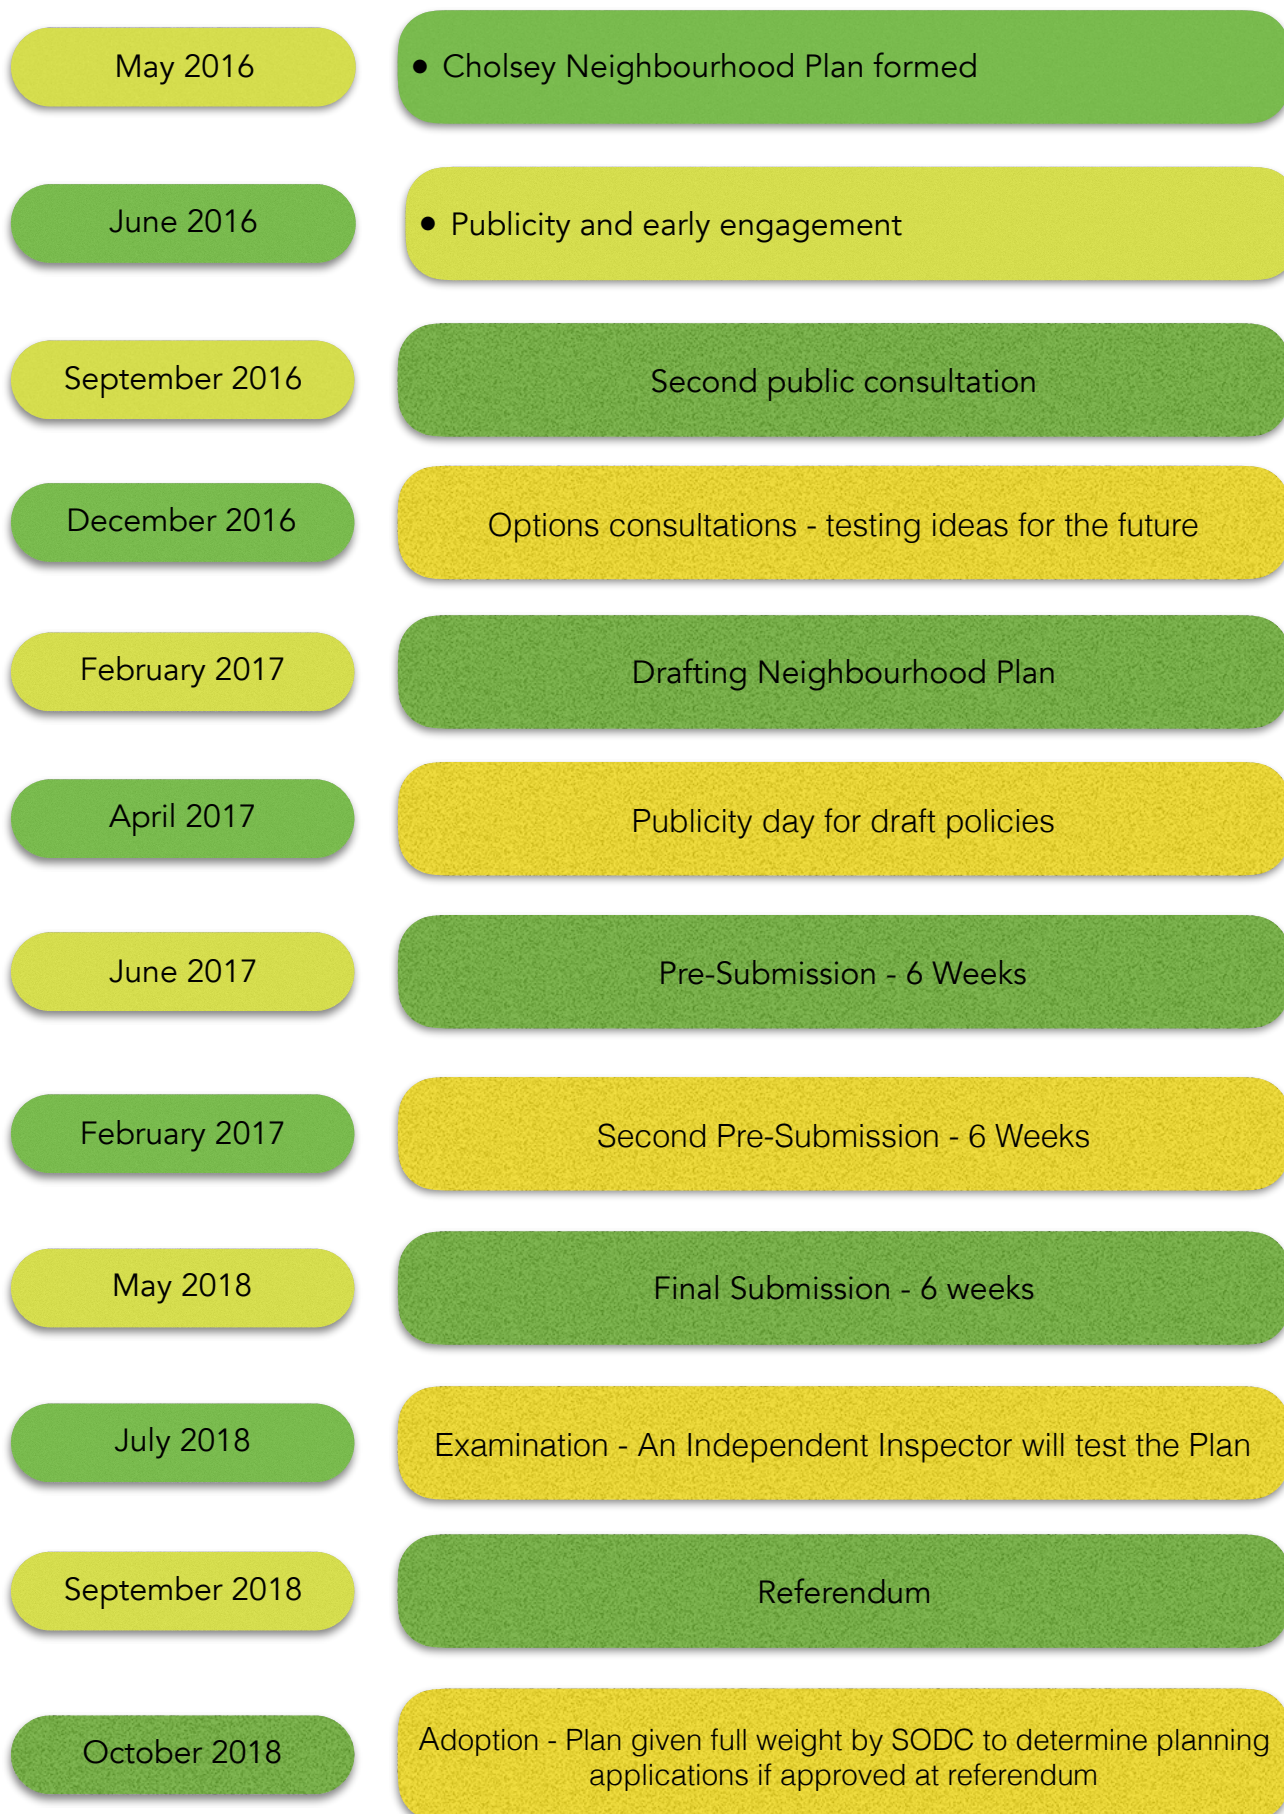 May 2016
• Cholsey Neighbourhood Plan formed
June 2016
• Publicity and early engagement
September 2016
Second public consultation
December 2016
Options consultations - testing ideas for the future
February 2017
Drafting Neighbourhood Plan
April 2017
Publicity day for draft policies
June 2017
Pre-Submission - 6 Weeks
February 2017
Second Pre-Submission - 6 Weeks
May 2018
Final Submission - 6 weeks
July 2018
Examination - An Independent Inspector will test the Plan
September 2018
Referendum
October 2018
Adoption - Plan given full weight by SODC to determine planning
applications if approved at referendum